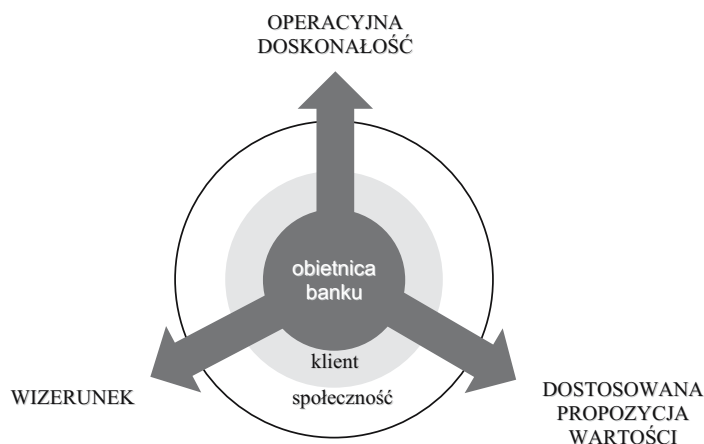 OPERACYJNA
DOSKONAŁOŚĆ
obietnica
banku
klient
społeczność
WIZERUNEK
DOSTOSOWANA
PROPOZYCJA
WARTOŚCI